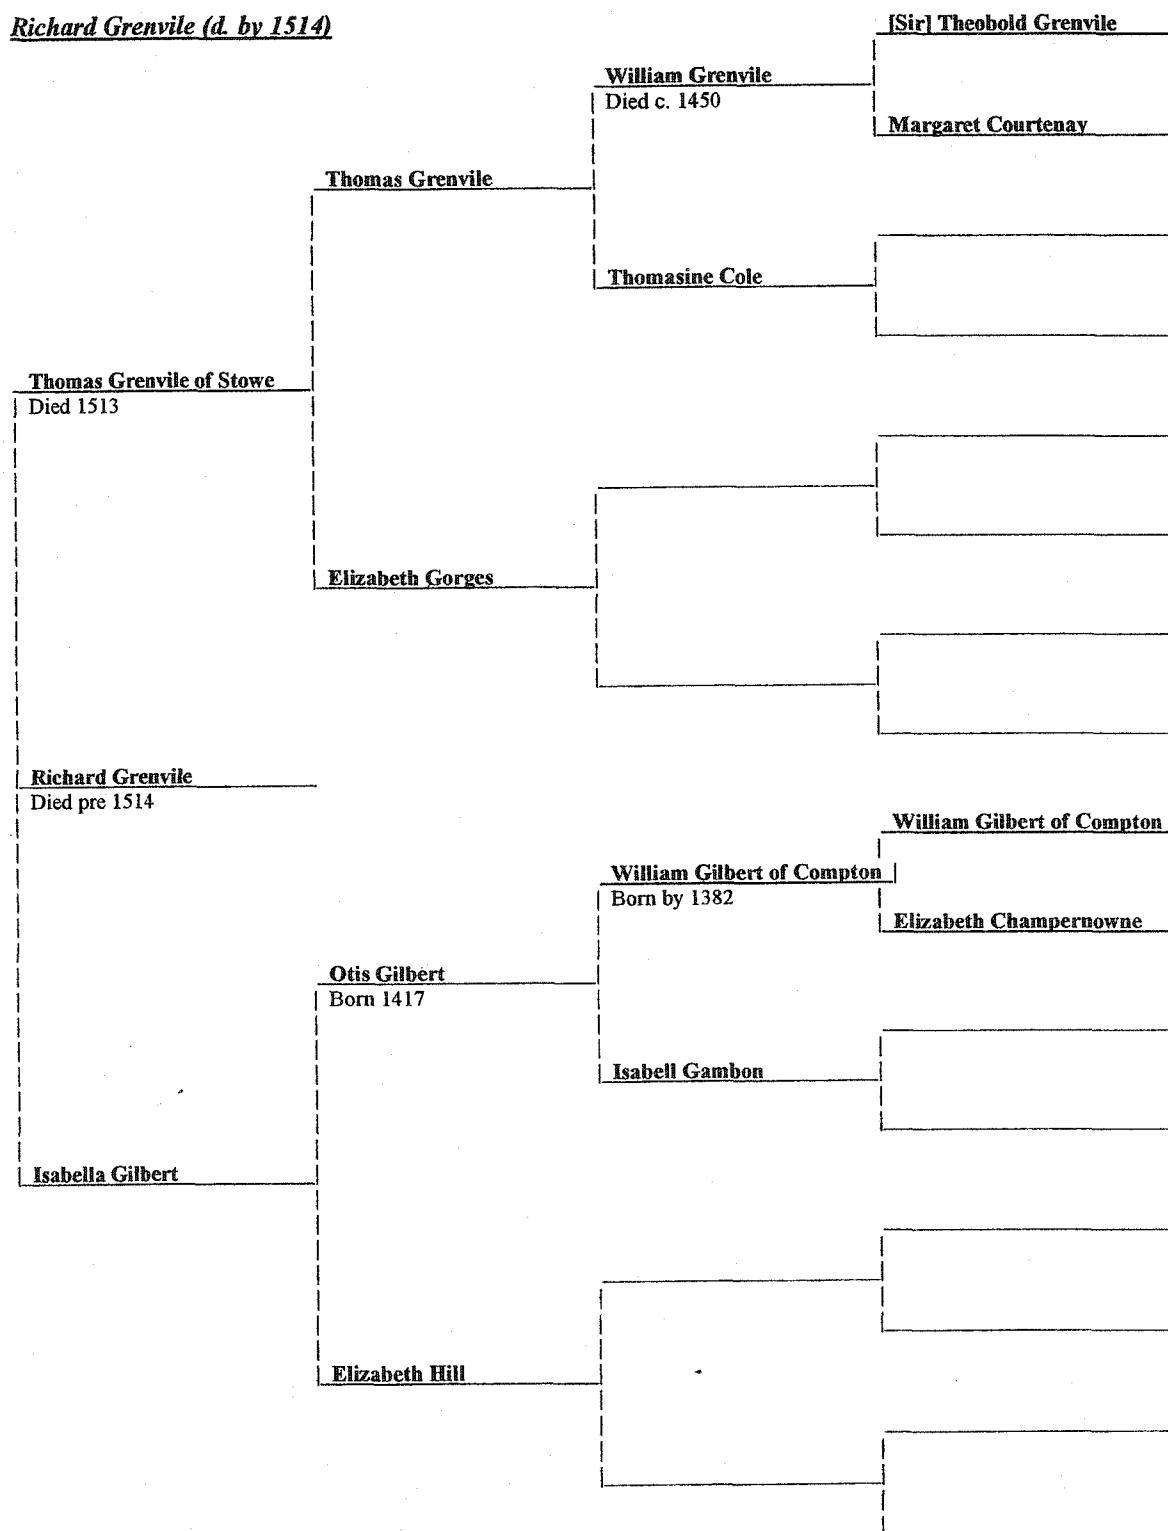 Richard Grenvile (d. by 1514)
[Sir] Theobold Grenvile
William Grenvile
Died c. 1450
Margaret Courtenay
Thomas Grenvile
Thomasine Cole
Thomas Grenvile of Stowe
Died 1513
Elizabeth Gorges
Richard Grenvile
Died pre 1514
William Gilbert of Compton
William Gilbert of Compton
Born by 1382
Elizabeth Champernowne
Otis Gilbert
Born 1417
Isabell Gambon
Isabella Gilbert
Elizabeth Hill